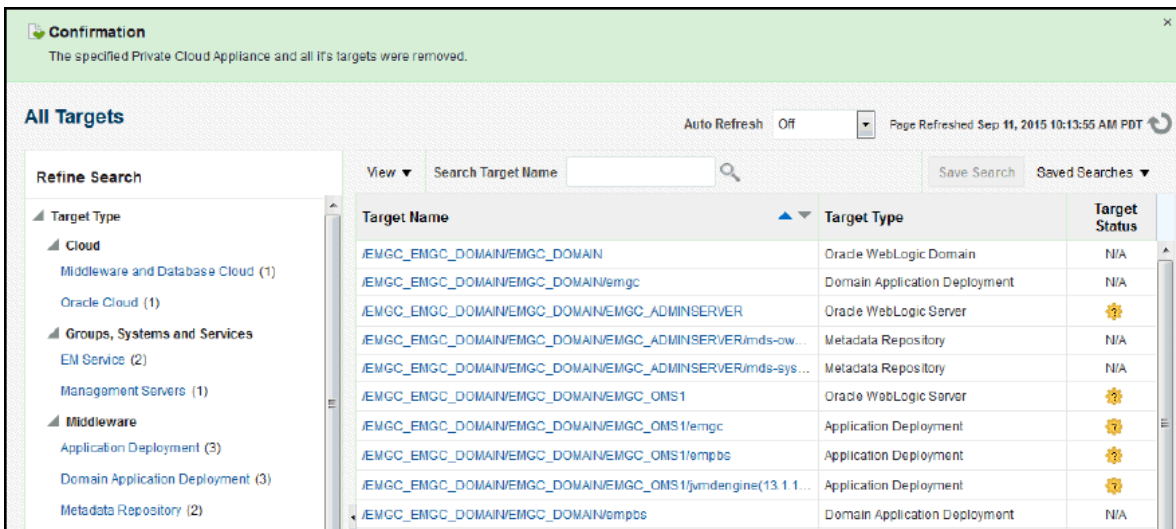 Confirmation
The specified Private Cloud Appliance and all it's targets were removed.
×
All Targets
Auto Refresh Off Page Refreshed Sep 11, 2015 10:13:55 AM PDT
Refine Search
Target Type
Cloud
Middleware and Database Cloud (1)
Oracle Cloud (1)
Groups, Systems and Services
EM Service (2)
Management Servers (1)
Middleware
Application Deployment (3)
Domain Application Deployment (3)
Metadata Repository (2)
View ▼ Search Target Name Save Search Saved Searches ▼
Target Name Target Type Target Status
/EMGC_EMGC_DOMAIN/EMGC_DOMAIN Oracle WebLogic Domain N/A
/EMGC_EMGC_DOMAIN/EMGC_DOMAIN/emgc Domain Application Deployment N/A
/EMGC_EMGC_DOMAIN/EMGC_DOMAIN/EMGC_ADMINSERVER Oracle WebLogic Server ?
/EMGC_EMGC_DOMAIN/EMGC_DOMAIN/EMGC_ADMINSERVER/mds-ow... Metadata Repository N/A
/EMGC_EMGC_DOMAIN/EMGC_DOMAIN/EMGC_ADMINSERVER/mds-sys... Metadata Repository N/A
/EMGC_EMGC_DOMAIN/EMGC_DOMAIN/EMGC_OMS1 Oracle WebLogic Server ?
/EMGC_EMGC_DOMAIN/EMGC_DOMAIN/EMGC_OMS1/emgc Application Deployment ?
/EMGC_EMGC_DOMAIN/EMGC_DOMAIN/EMGC_OMS1/empbs Application Deployment ?
/EMGC_EMGC_DOMAIN/EMGC_DOMAIN/EMGC_OMS1/jvmdengine(13.1.1... Application Deployment ?
/EMGC_EMGC_DOMAIN/EMGC_DOMAIN/empbs Domain Application Deployment N/A